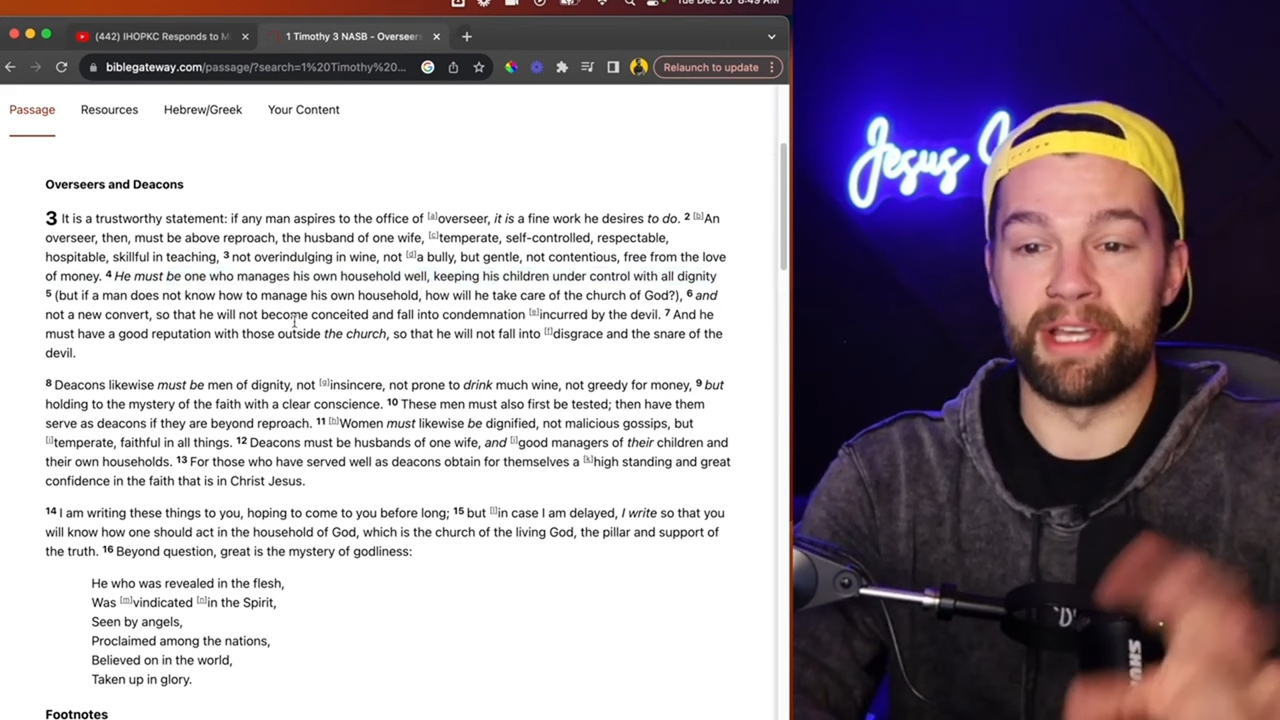 Tue Dec 26 8:49 AM
(442) IHOPKC Responds to M
1 Timothy 3 NASB - Overseers
biblegateway.com/passage/?search=1%20Timothy%20...
Relaunch to update
Passage Resources Hebrew/Greek Your Content
Overseers and Deacons
3 It is a trustworthy statement: if any man aspires to the office of [a]overseer, it is a fine work he desires to do. 2 [b]An
overseer, then, must be above reproach, the husband of one wife, [c]temperate, self-controlled, respectable,
hospitable, skillful in teaching, 3 not overindulging in wine, not [d]a bully, but gentle, not contentious, free from the love
of money. 4 He must be one who manages his own household well, keeping his children under control with all dignity
5 (but if a man does not know how to manage his own household, how will he take care of the church of God?), 6 and
not a new convert, so that he will not become conceited and fall into condemnation [e]incurred by the devil. 7 And he
must have a good reputation with those outside the church, so that he will not fall into [f]disgrace and the snare of the
devil.
8 Deacons likewise must be men of dignity, not [g]insincere, not prone to drink much wine, not greedy for money, 9 but
holding to the mystery of the faith with a clear conscience. 10 These men must also first be tested; then have them
serve as deacons if they are beyond reproach. 11 [h]Women must likewise be dignified, not malicious gossips, but
[i]temperate, faithful in all things. 12 Deacons must be husbands of one wife, and [j]good managers of their children and
their own households. 13 For those who have served well as deacons obtain for themselves a [k]high standing and great
confidence in the faith that is in Christ Jesus.
14 I am writing these things to you, hoping to come to you before long; 15 but [l]in case I am delayed, I write so that you
will know how one should act in the household of God, which is the church of the living God, the pillar and support of
the truth. 16 Beyond question, great is the mystery of godliness:
He who was revealed in the flesh,
Was [m]vindicated [n]in the Spirit,
Seen by angels,
Proclaimed among the nations,
Believed on in the world,
Taken up in glory.
Footnotes
Jesus